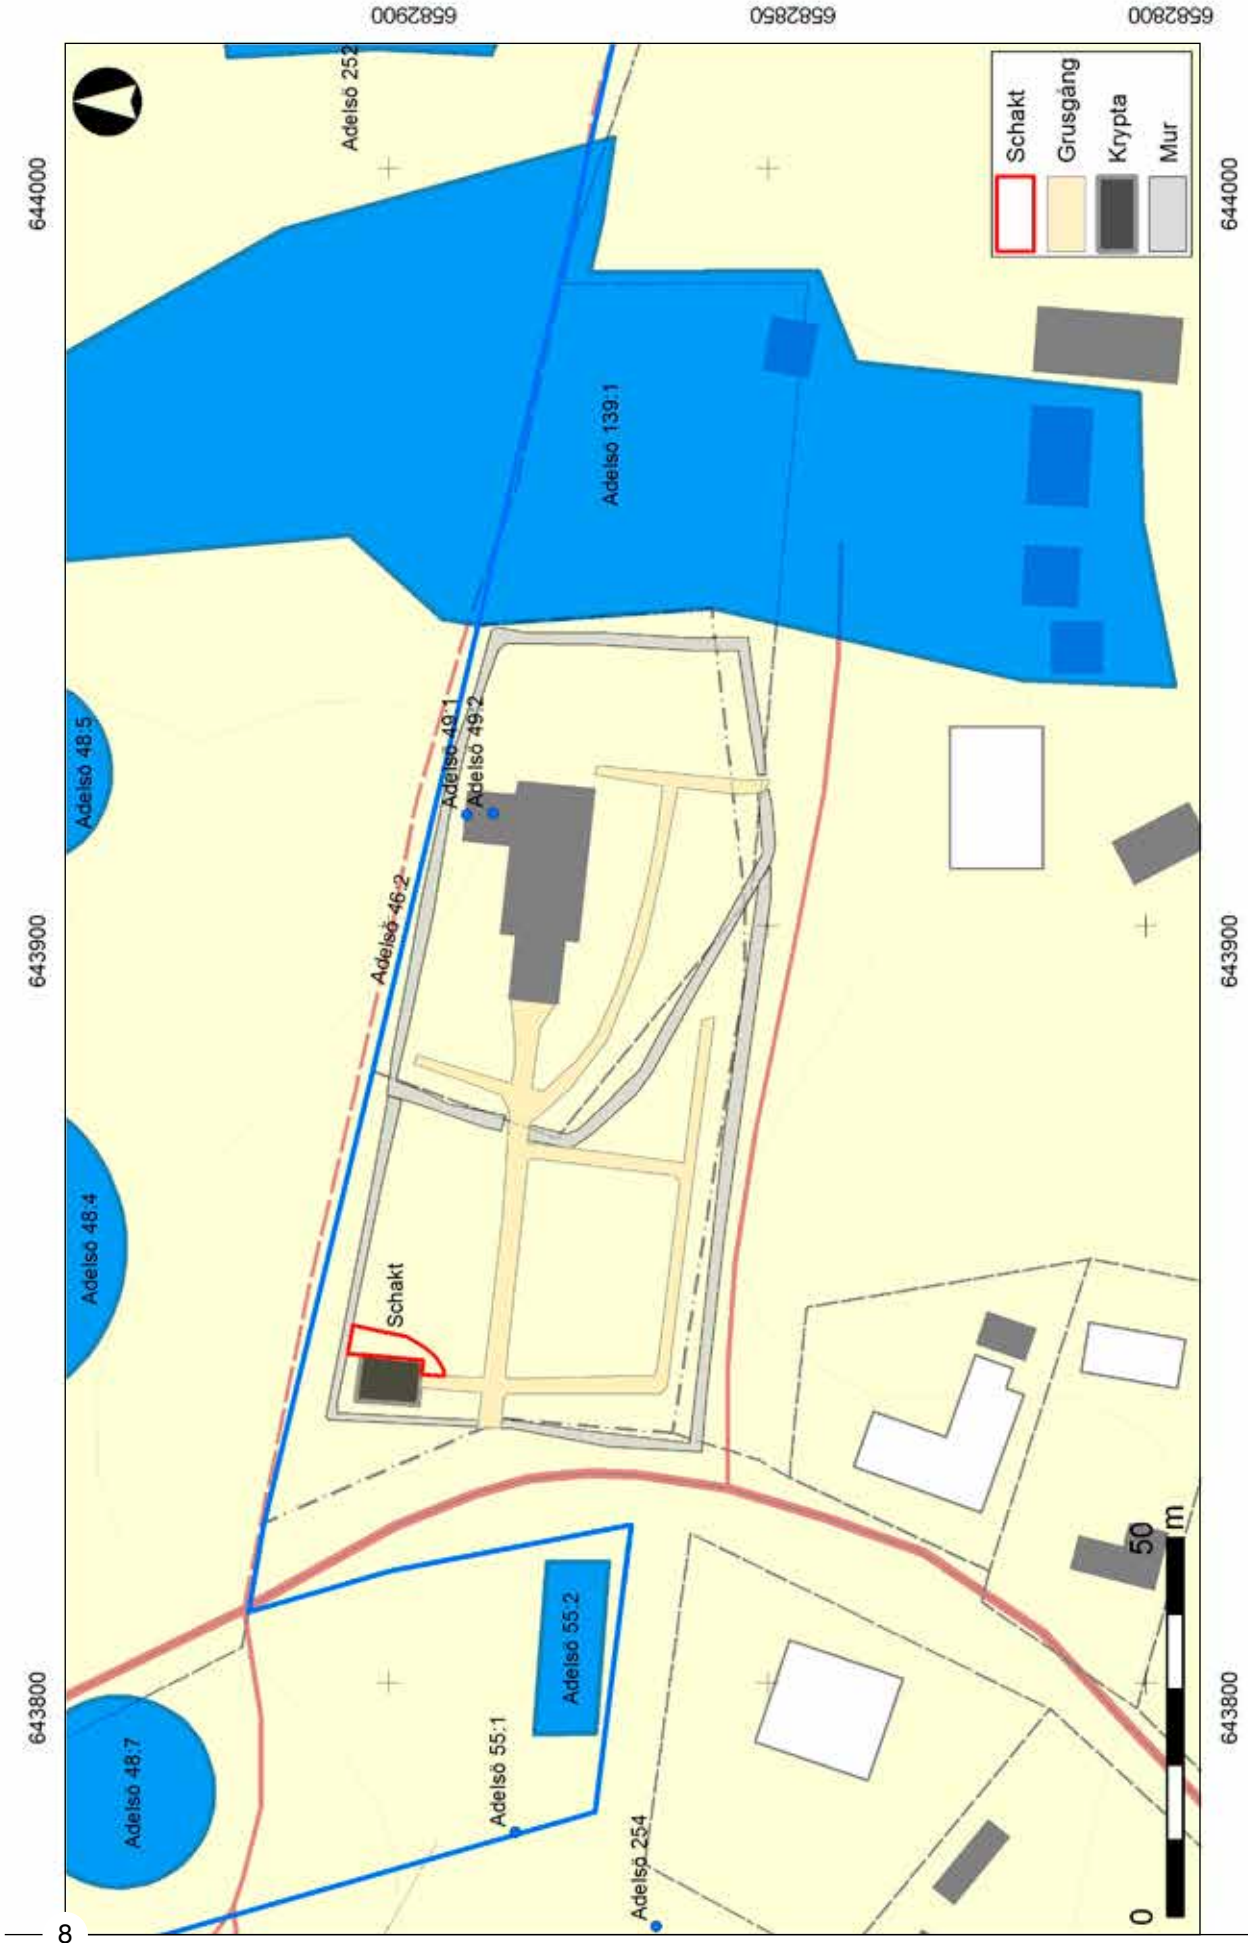 6582900
6582850
6582800
644000
643900
643800
644000
643900
643800
Adelsö 252
Adelsö 139:1
Adelsö 48:5
Adelsö 49:1
Adelsö 49:2
Adelsö 46:2
Adelsö 48:4
Schakt
Adelsö 48:7
Adelsö 55:2
Adelsö 55:1
Adelsö 254
Schakt
Grusgång
Krypta
Mur
0
50
m
8